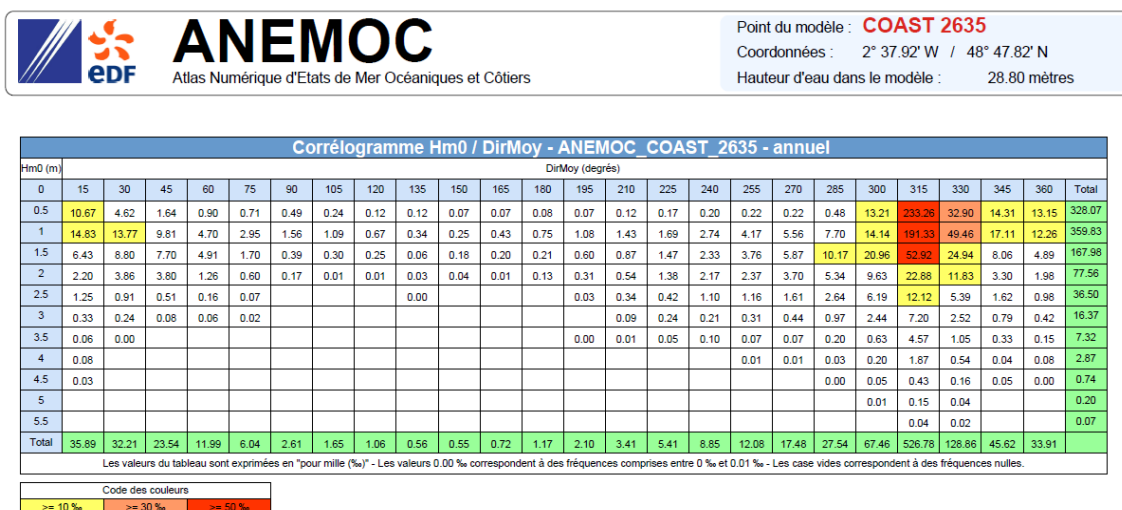 edf
ANEMOC
Atlas Numérique d'Etats de Mer Océaniques et Côtiers
Point du modèle : COAST 2635
Coordonnées : 2° 37.92' W / 48° 47.82' N
Hauteur d'eau dans le modèle : 28.80 mètres
Corrélogramme Hm0 / DirMoy - ANEMOC_COAST_2635 - annuel
Hm0 (m) DirMoy (degrés)
0 15 30 45 60 75 90 105 120 135 150 165 180 195 210 225 240 255 270 285 300 315 330 345 360 Total
0.5 10.67 4.62 1.64 0.90 0.71 0.49 0.24 0.12 0.12 0.07 0.07 0.08 0.07 0.12 0.17 0.20 0.22 0.22 0.48 13.21 233.26 32.90 14.31 13.15 328.07
1 14.83 13.77 9.81 4.70 2.95 1.56 1.09 0.67 0.34 0.25 0.43 0.75 1.08 1.43 1.69 2.74 4.17 5.56 7.70 14.14 191.33 49.46 17.11 12.26 359.83
1.5 6.43 8.80 7.70 4.91 1.70 0.39 0.30 0.25 0.06 0.18 0.20 0.21 0.60 0.87 1.47 2.33 3.76 5.87 10.17 20.96 52.92 24.94 8.06 4.89 167.98
2 2.20 3.86 3.80 1.26 0.60 0.17 0.01 0.01 0.03 0.04 0.01 0.13 0.31 0.54 1.38 2.17 2.37 3.70 5.34 9.63 22.88 11.83 3.30 1.98 77.56
2.5 1.25 0.91 0.51 0.16 0.07 0.00 0.03 0.34 0.42 1.10 1.16 1.61 2.64 6.19 12.12 5.39 1.62 0.98 36.50
3 0.33 0.24 0.08 0.06 0.02 0.09 0.24 0.21 0.31 0.44 0.97 2.44 7.20 2.52 0.79 0.42 16.37
3.5 0.06 0.00 0.00 0.01 0.05 0.10 0.07 0.07 0.20 0.63 4.57 1.05 0.33 0.15 7.32
4 0.08 0.01 0.01 0.03 0.20 1.87 0.54 0.04 0.08 2.87
4.5 0.03 0.00 0.05 0.43 0.16 0.05 0.00 0.74
5 0.01 0.15 0.04 0.20
5.5 0.04 0.02 0.07
Total 35.89 32.21 23.54 11.99 6.04 2.61 1.65 1.06 0.56 0.55 0.72 1.17 2.10 3.41 5.41 8.85 12.08 17.48 27.54 67.46 526.78 128.86 45.62 33.91
Les valeurs du tableau sont exprimées en "pour mille (‰)" - Les valeurs 0.00 ‰ correspondent à des fréquences comprises entre 0 ‰ et 0.01 ‰ - Les case vides correspondent à des fréquences nulles.
Code des couleurs
>= 10 ‰ >= 30 ‰ >= 50 ‰